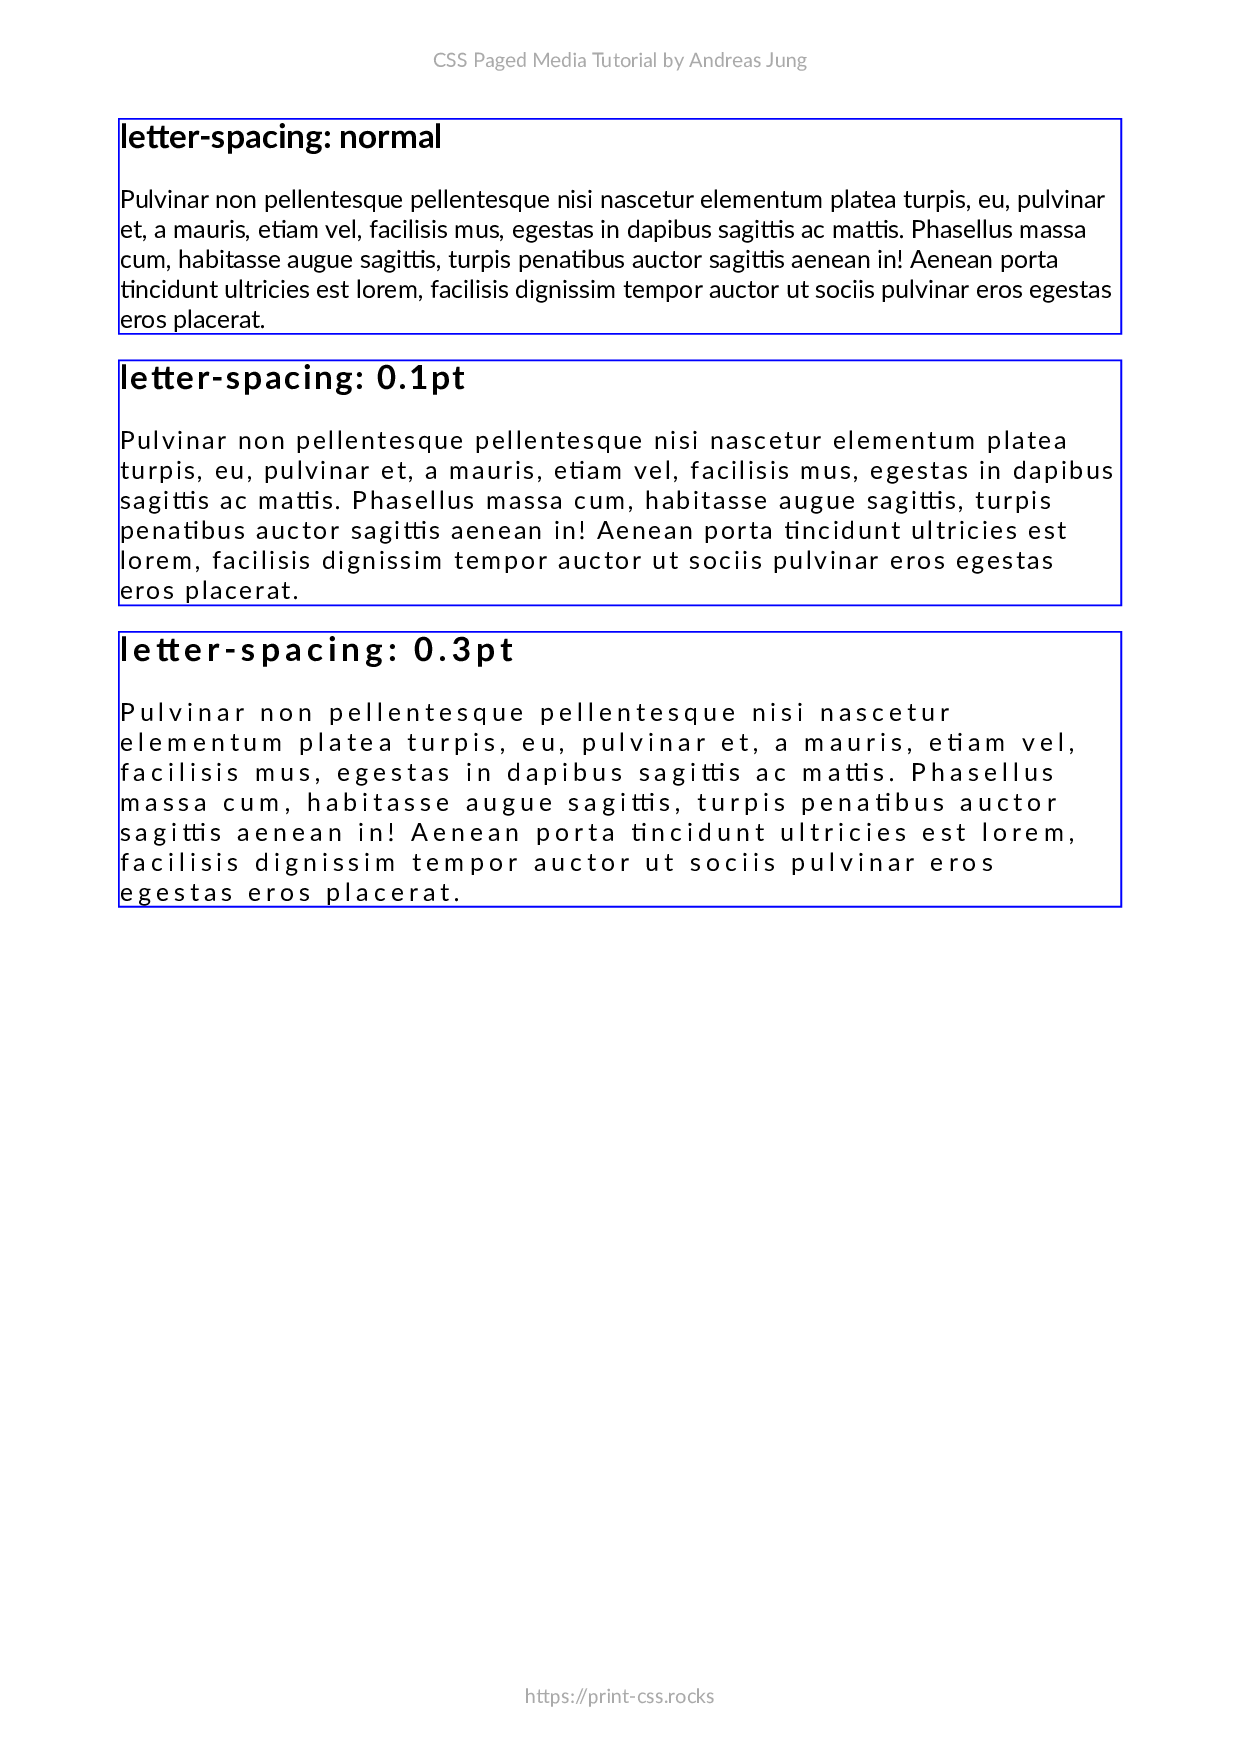 CSS Paged Media Tutorial by Andreas Jung
letter-spacing: normal
Pulvinar non pellentesque pellentesque nisi nascetur elementum platea turpis, eu, pulvinar
et, a mauris, etiam vel, facilisis mus, egestas in dapibus sagittis ac mattis. Phasellus massa
cum, habitasse augue sagittis, turpis penatibus auctor sagittis aenean in! Aenean porta
tincidunt ultricies est lorem, facilisis dignissim tempor auctor ut sociis pulvinar eros egestas
eros placerat.
letter-spacing: 0.1pt
Pulvinar non pellentesque pellentesque nisi nascetur elementum platea
turpis, eu, pulvinar et, a mauris, etiam vel, facilisis mus, egestas in dapibus
sagittis ac mattis. Phasellus massa cum, habitasse augue sagittis, turpis
penatibus auctor sagittis aenean in! Aenean porta tincidunt ultricies est
lorem, facilisis dignissim tempor auctor ut sociis pulvinar eros egestas
eros placerat.
letter-spacing: 0.3pt
Pulvinar non pellentesque pellentesque nisi nascetur
elementum platea turpis, eu, pulvinar et, a mauris, etiam vel,
facilisis mus, egestas in dapibus sagittis ac mattis. Phasellus
massa cum, habitasse augue sagittis, turpis penatibus auctor
sagittis aenean in! Aenean porta tincidunt ultricies est lorem,
facilisis dignissim tempor auctor ut sociis pulvinar eros
egestas eros placerat.
https://print-css.rocks